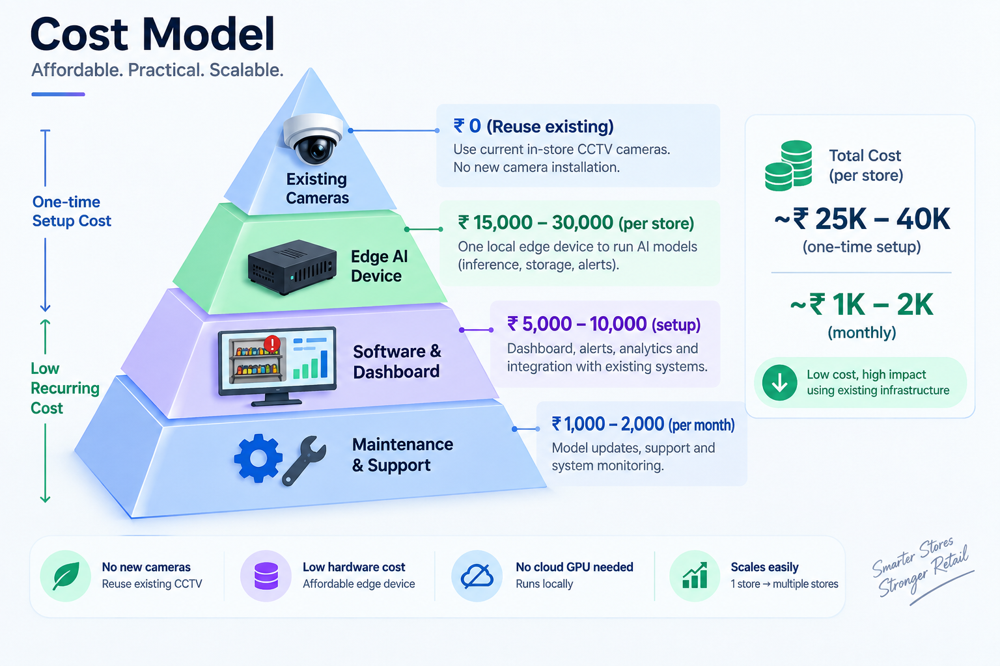 Cost Model
Affordable. Practical. Scalable.
One-time
Setup Cost
Low
Recurring
Cost
Existing
Cameras
Edge AI
Device
Software &
Dashboard
Maintenance
& Support
₹ 0 (Reuse existing)
Use current in-store CCTV cameras.
No new camera installation.
₹ 15,000 – 30,000 (per store)
One local edge device to run AI models
(inference, storage, alerts).
₹ 5,000 – 10,000 (setup)
Dashboard, alerts, analytics and
integration with existing systems.
₹ 1,000 – 2,000 (per month)
Model updates, support and
system monitoring.
Total Cost
(per store)
~₹ 25K – 40K
(one-time setup)
~₹ 1K – 2K
(monthly)
Low cost, high impact
using existing infrastructure
No new cameras
Reuse existing CCTV
Low hardware cost
Affordable edge device
No cloud GPU needed
Runs locally
Scales easily
1 store → multiple stores
Smarter Stores
Stronger Retail